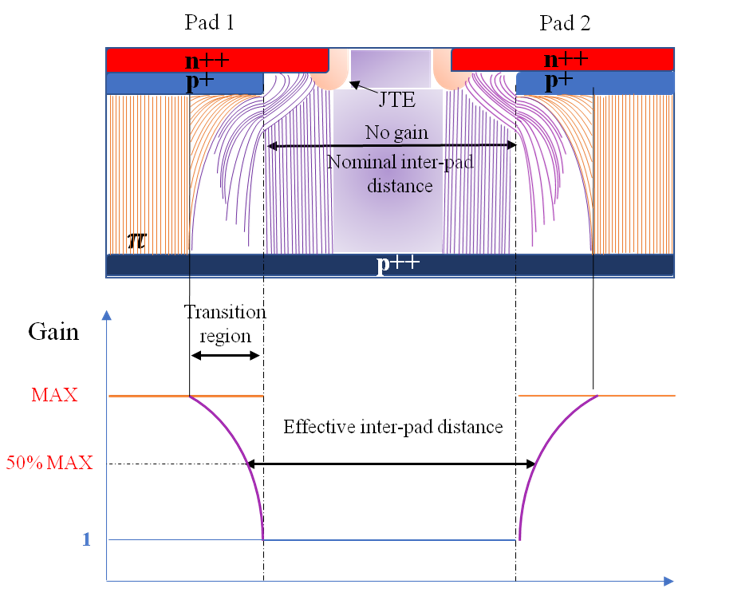 Pad 1
Pad 2
n++
n++
p+
p+
JTE
No gain
Nominal inter-pad
distance
π
p++
Transition
region
Gain
MAX
Effective inter-pad distance
50% MAX
1